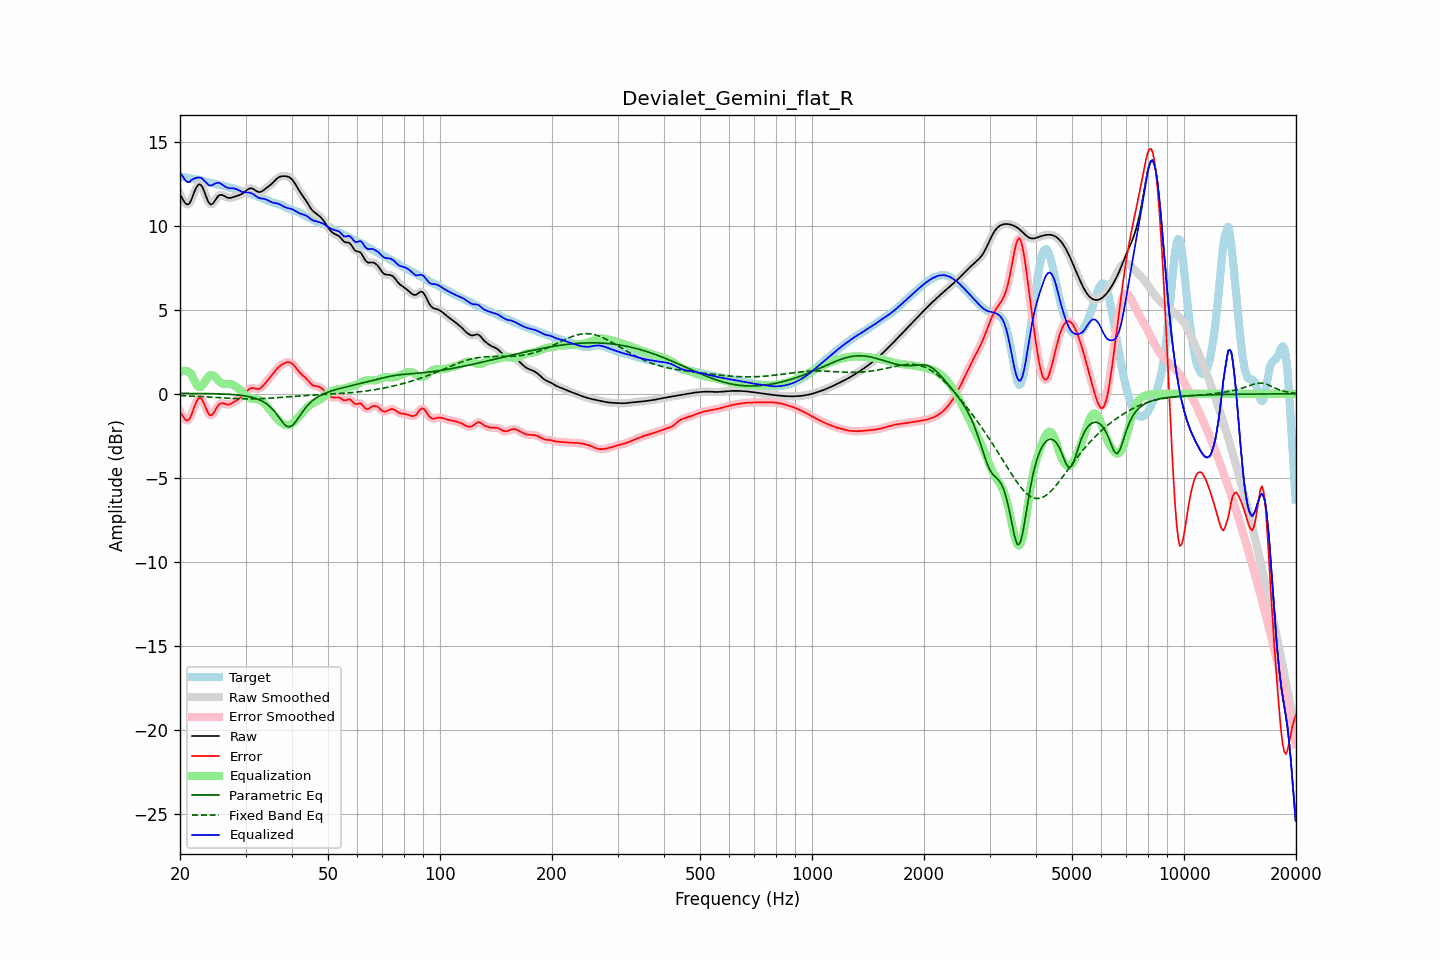 Devialet_Gemini_flat_R
Amplitude (dBr)
15
10
5
0
−5
−10
−15
−20
−25
Target
Raw Smoothed
Error Smoothed
Raw
Error
Equalization
Parametric Eq
Fixed Band Eq
Equalized
20 50 100 200 500 1000 2000 5000 10000 20000
Frequency (Hz)